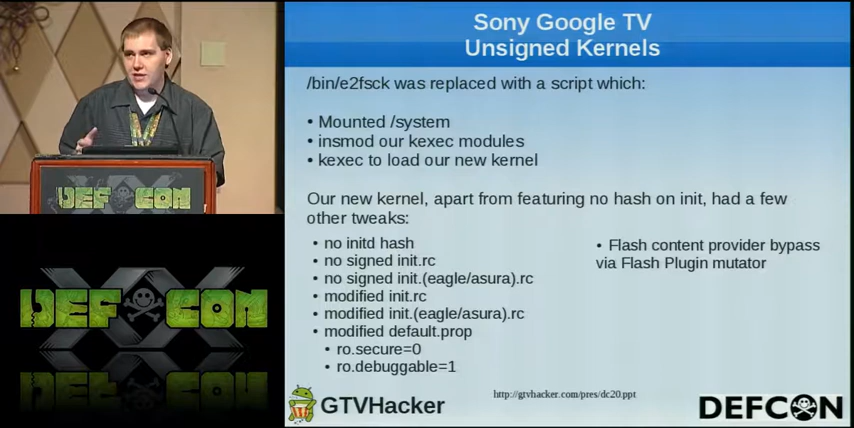 Sony Google TV
Unsigned Kernels
/bin/e2fsck was replaced with a script which:
• Mounted /system
• insmod our kexec modules
• kexec to load our new kernel
Our new kernel, apart from featuring no hash on init, had a few
other tweaks:
• no initd hash
• no signed init.rc
• no signed init.(eagle/asura).rc
• modified init.rc
• modified init.(eagle/asura).rc
• modified default.prop
• ro.secure=0
• ro.debuggable=1
• Flash content provider bypass
via Flash Plugin mutator
GTVHacker
http://gtvhacker.com/pres/dc20.ppt
DEFCON
DEF CON
XX
DEF CON